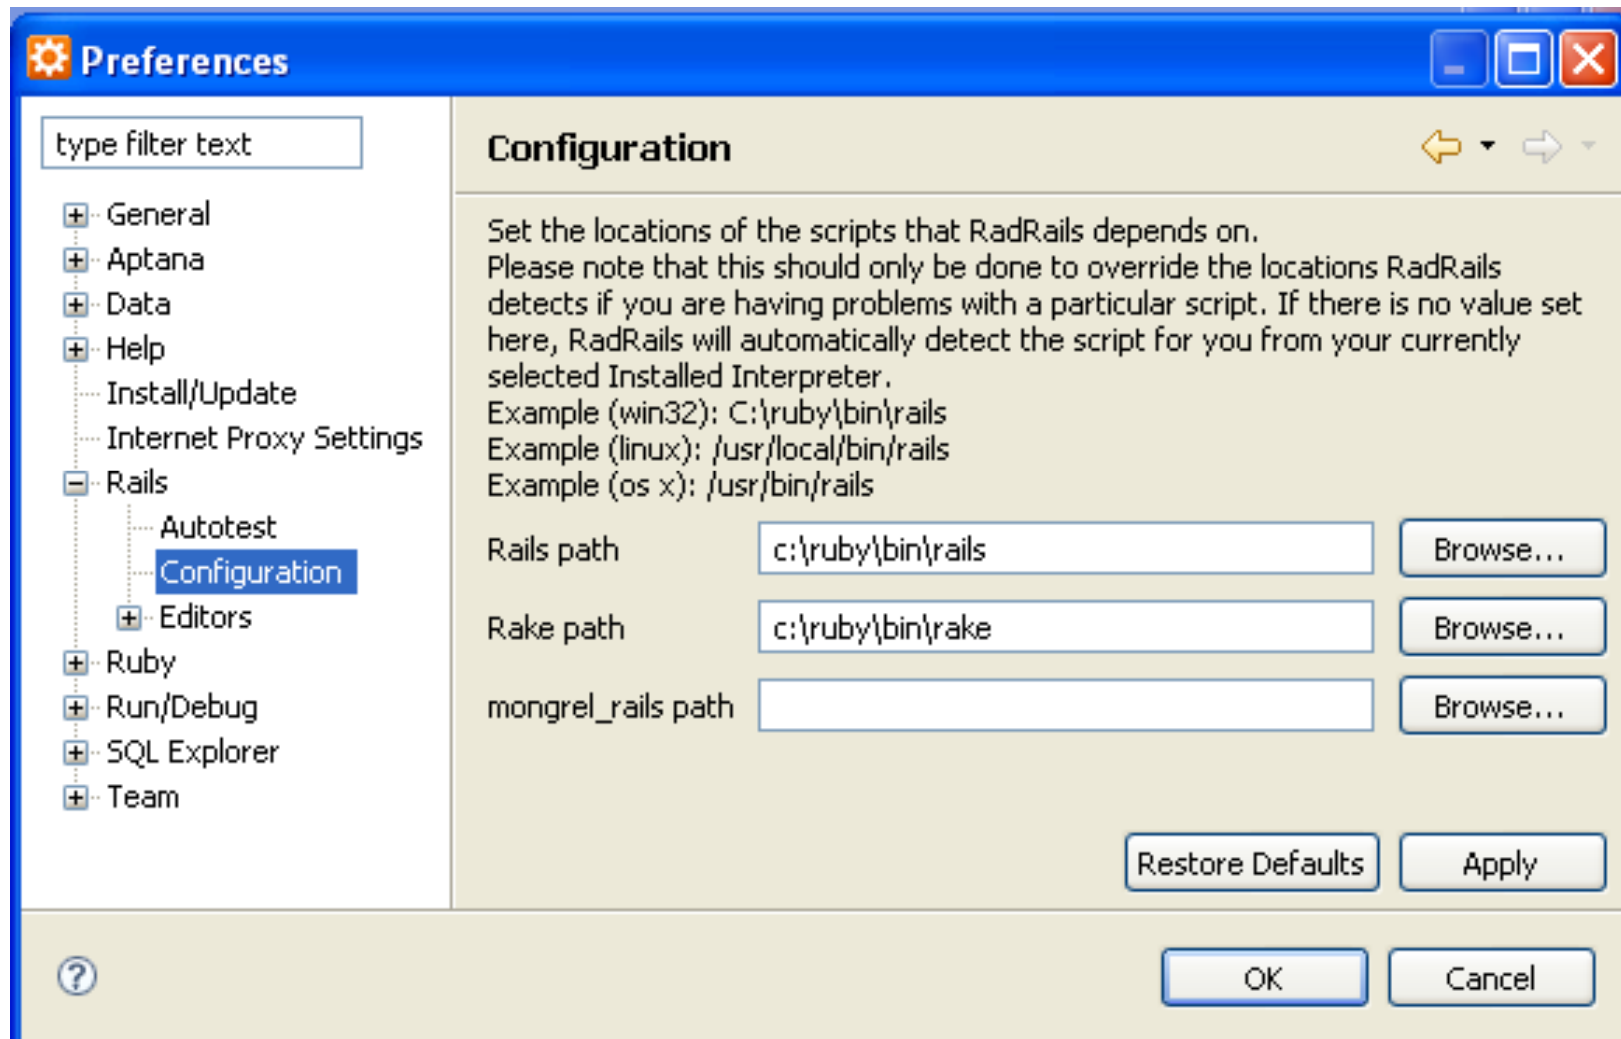 Preferences
type filter text
General
Aptana
Data
Help
Install/Update
Internet Proxy Settings
Rails
Autotest
Configuration
Editors
Ruby
Run/Debug
SQL Explorer
Team
Configuration
Set the locations of the scripts that RadRails depends on.
Please note that this should only be done to override the locations RadRails
detects if you are having problems with a particular script. If there is no value set
here, RadRails will automatically detect the script for you from your currently
selected Installed Interpreter.
Example (win32): C:\ruby\bin\rails
Example (linux): /usr/local/bin/rails
Example (os x): /usr/bin/rails
Rails path c:\ruby\bin\rails Browse...
Rake path c:\ruby\bin\rake Browse...
mongrel_rails path Browse...
Restore Defaults Apply
? OK Cancel